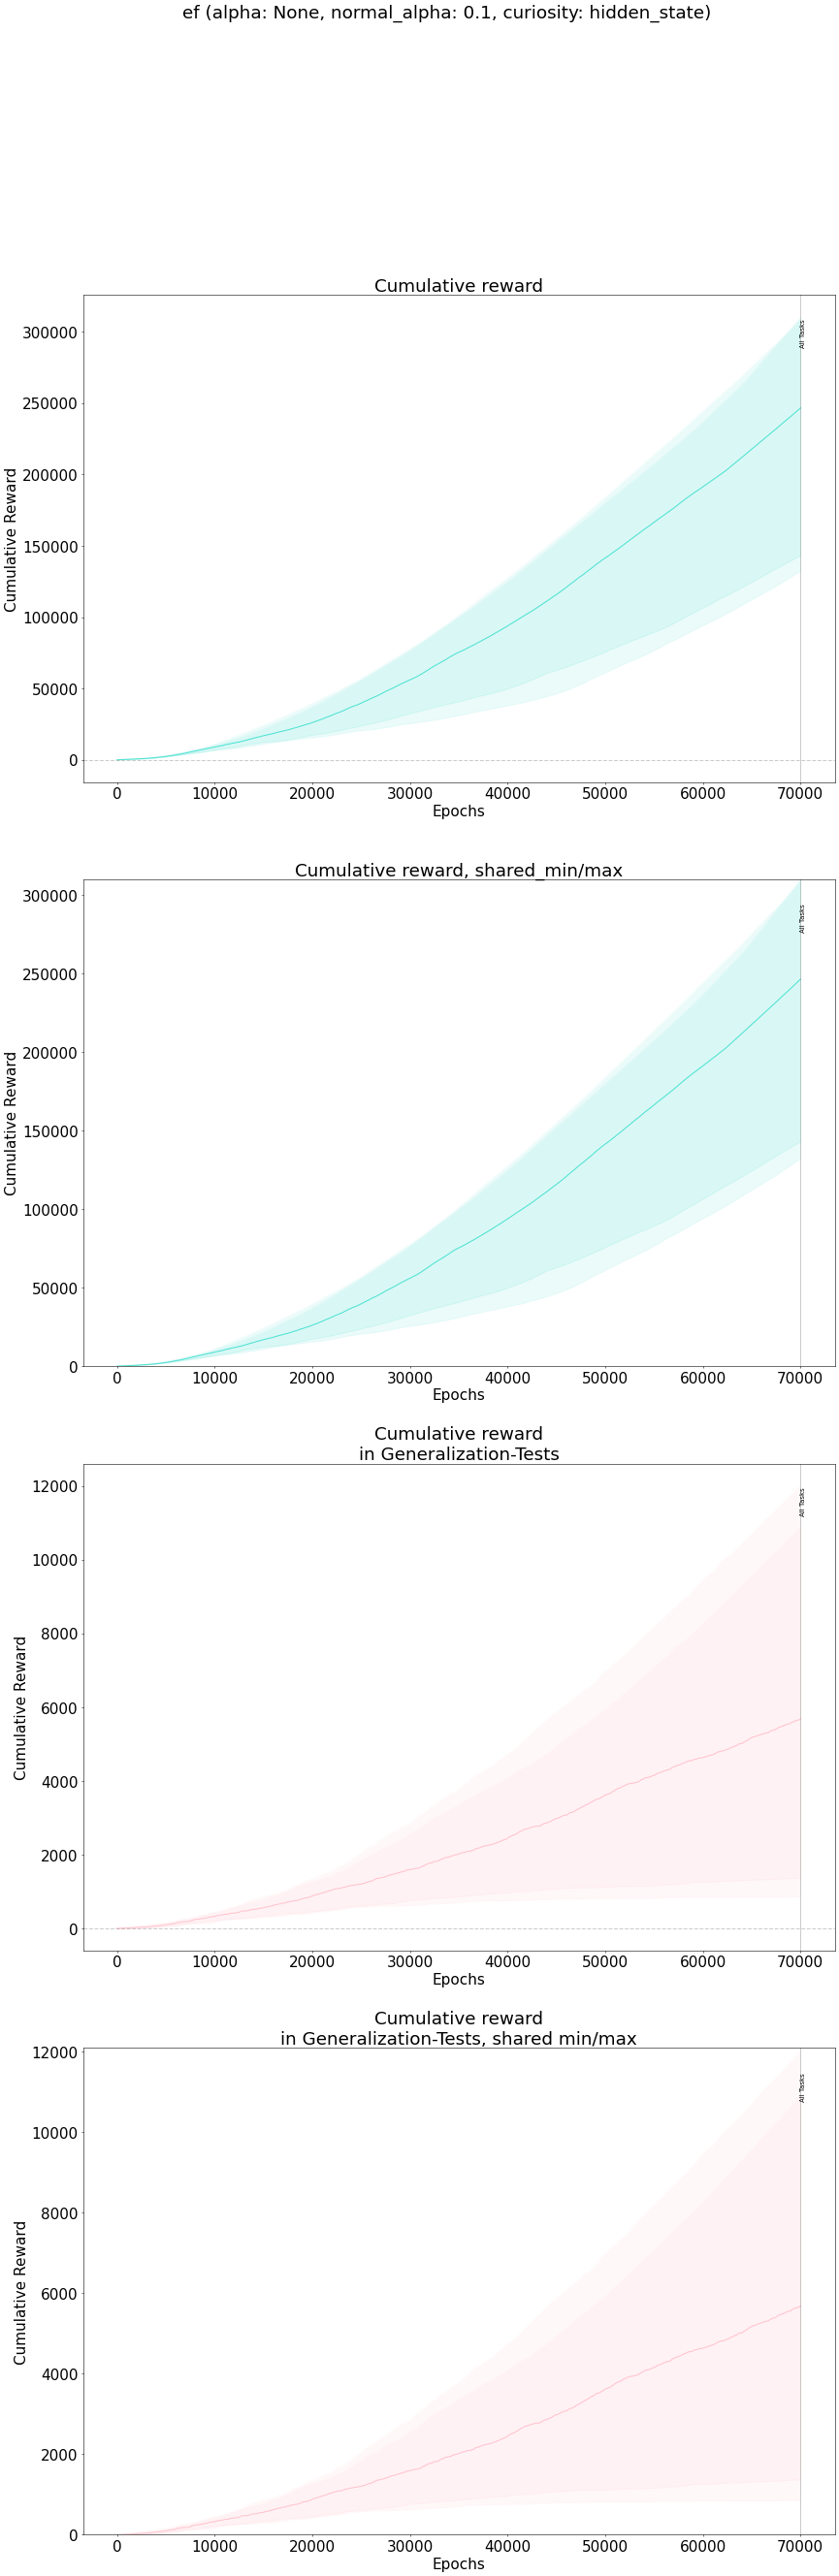 ef (alpha: None, normal_alpha: 0.1, curiosity: hidden_state)
Cumulative reward
300000
250000
200000
150000
100000
50000
0
Cumulative Reward
All Tasks
0 10000 20000 30000 40000 50000 60000 70000
Epochs
Cumulative reward, shared_min/max
300000
250000
200000
150000
100000
50000
0
Cumulative Reward
All Tasks
0 10000 20000 30000 40000 50000 60000 70000
Epochs
Cumulative reward
in Generalization-Tests
12000
10000
8000
6000
4000
2000
0
Cumulative Reward
All Tasks
0 10000 20000 30000 40000 50000 60000 70000
Epochs
Cumulative reward
in Generalization-Tests, shared min/max
12000
10000
8000
6000
4000
2000
0
Cumulative Reward
All Tasks
0 10000 20000 30000 40000 50000 60000 70000
Epochs